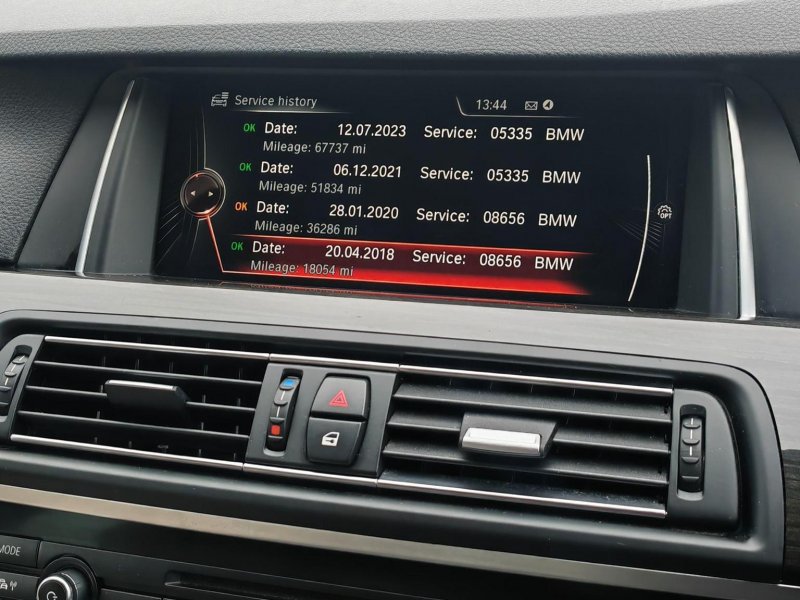 Service history 13:44
OK Date: 12.07.2023 Service: 05335 BMW
Mileage: 67737 mi
OK Date: 06.12.2021 Service: 05335 BMW
Mileage: 51834 mi
OK Date: 28.01.2020 Service: 08656 BMW
Mileage: 36286 mi
OPT
OK Date: 20.04.2018 Service: 08656 BMW
Mileage: 18054 mi
MODE